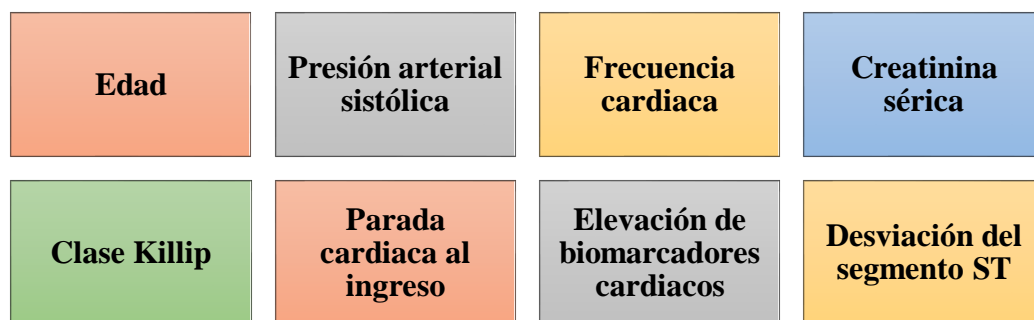 Edad
Presión arterial
sistólica
Frecuencia
cardiaca
Creatinina
sérica
Clase Killip
Parada
cardiaca al
ingreso
Elevación de
biomarcadores
cardiacos
Desviación del
segmento ST